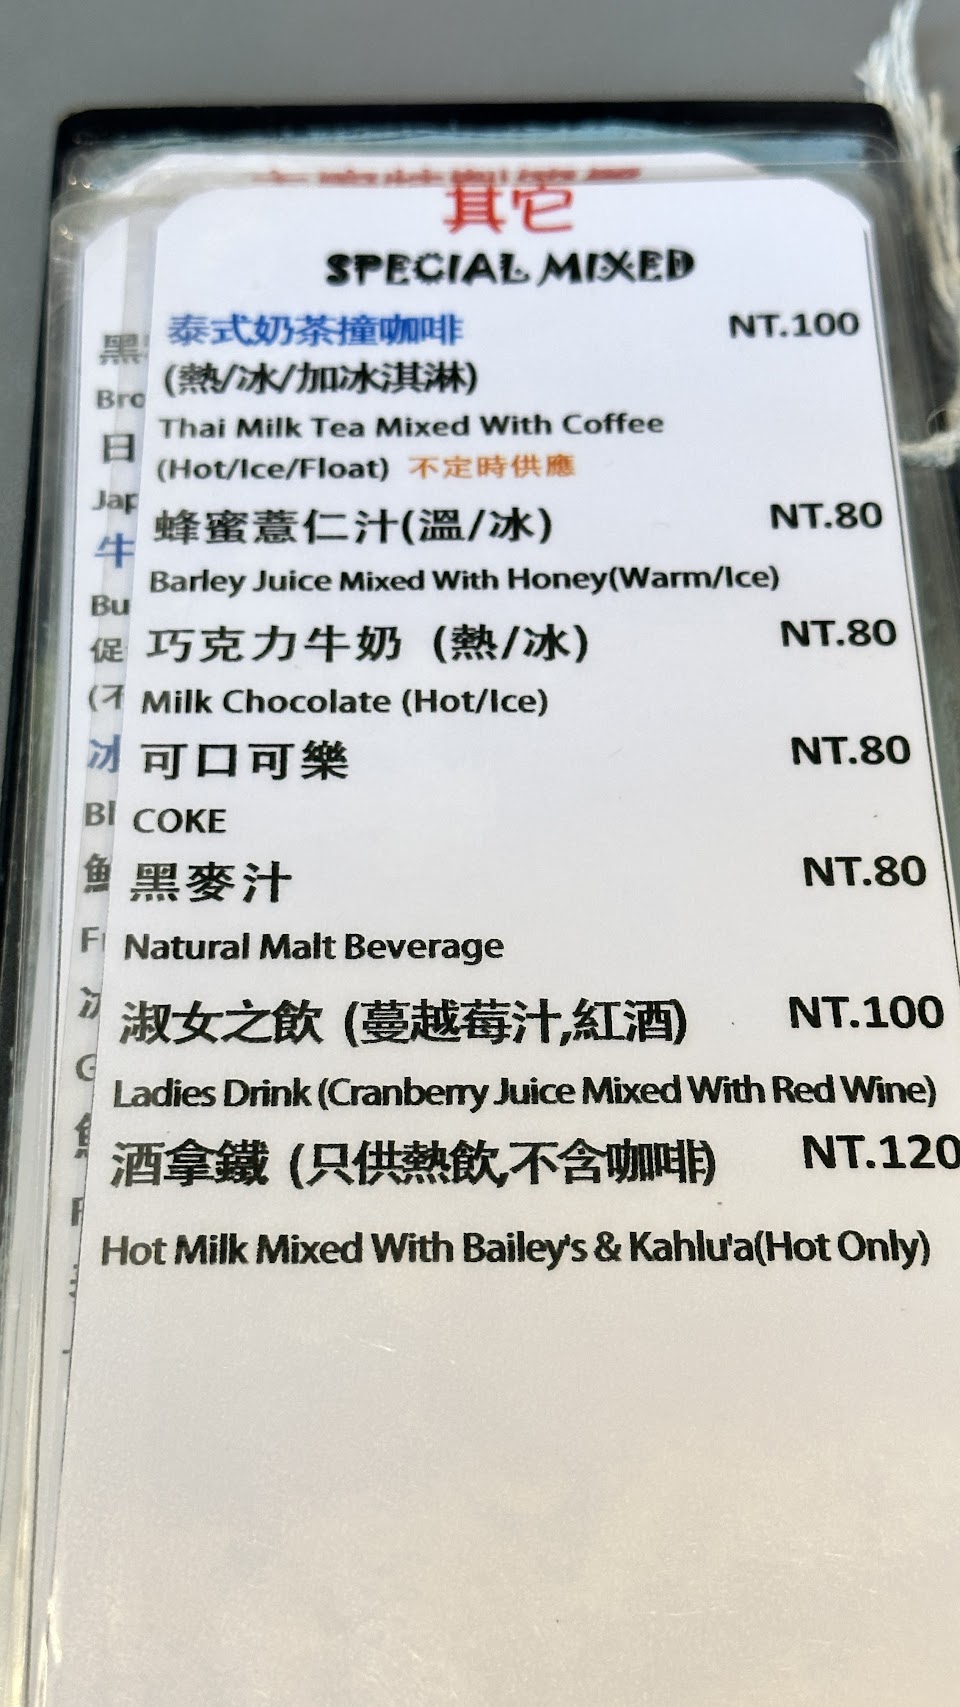 其它
SPECIAL MIXED
泰式奶茶撞咖啡 NT.100
(熱/冰/加冰淇淋)
Thai Milk Tea Mixed With Coffee
(Hot/Ice/Float) 不定時供應
蜂蜜薏仁汁(溫/冰) NT.80
Barley Juice Mixed With Honey(Warm/Ice)
巧克力牛奶 (熱/冰) NT.80
Milk Chocolate (Hot/Ice)
可口可樂 NT.80
COKE
黑麥汁 NT.80
Natural Malt Beverage
淑女之飲 (蔓越莓汁,紅酒) NT.100
Ladies Drink (Cranberry Juice Mixed With Red Wine)
酒拿鐵 (只供熱飲,不含咖啡) NT.120
Hot Milk Mixed With Bailey's & Kahlu'a(Hot Only)